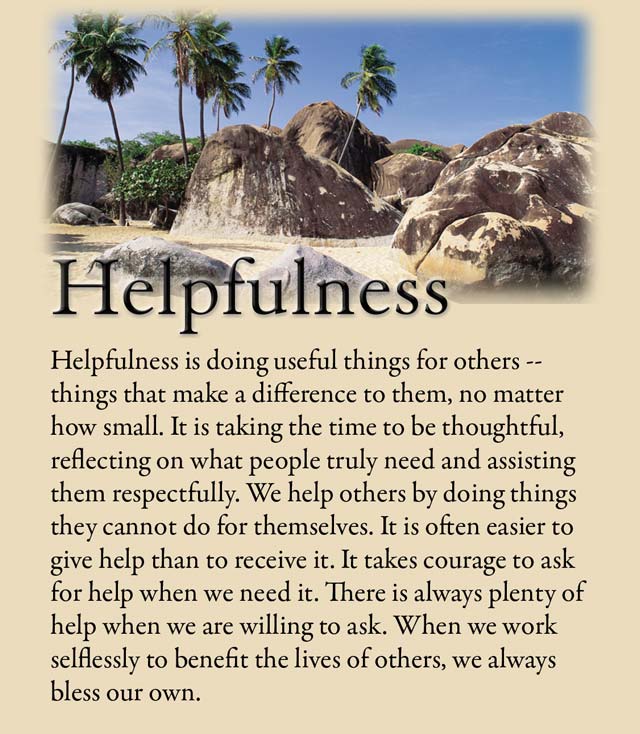 Helpfulness
Helpfulness is doing useful things for others --
things that make a difference to them, no matter
how small. It is taking the time to be thoughtful,
reflecting on what people truly need and assisting
them respectfully. We help others by doing things
they cannot do for themselves. It is often easier to
give help than to receive it. It takes courage to ask
for help when we need it. There is always plenty of
help when we are willing to ask. When we work
selflessly to benefit the lives of others, we always
bless our own.